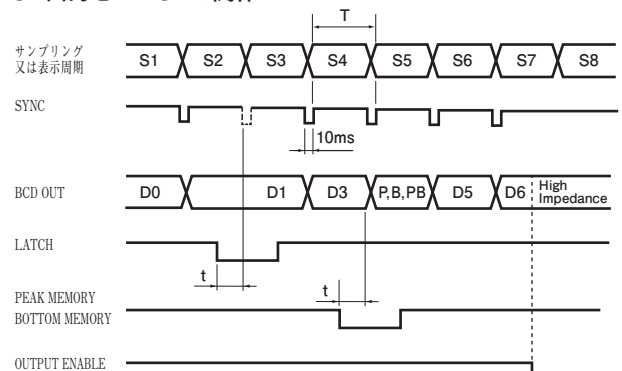 T
サンプリング
又は表示周期
S1 S2 S3 S4 S5 S6 S7 S8
SYNC
10ms
BCD OUT
D0 D1 D3 P,B,PB D5 D6 High
Impedance
LATCH
t
t
PEAK MEMORY
BOTTOM MEMORY
OUTPUT ENABLE